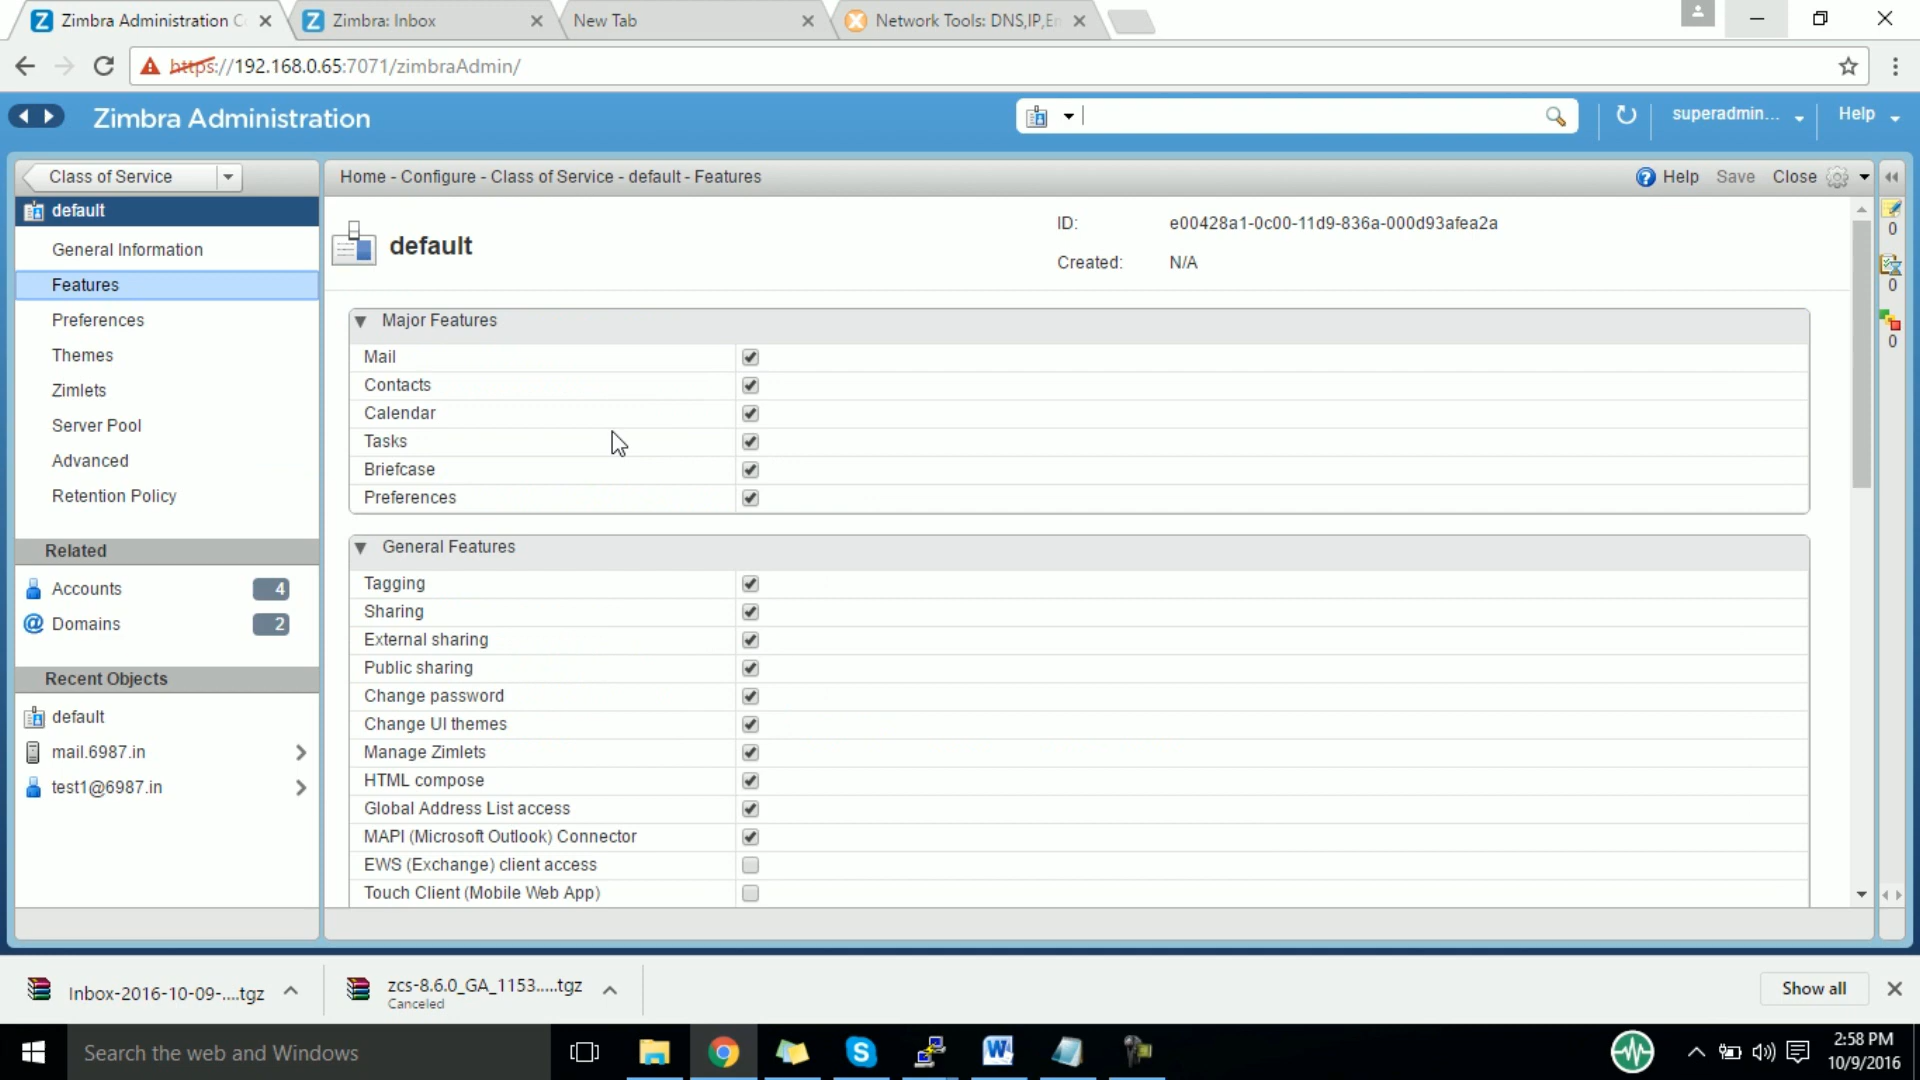 Zimbra Administration C
Zimbra: Inbox
New Tab
Network Tools: DNS,IP,Em
https://192.168.0.65:7071/zimbraAdmin/
Zimbra Administration
superadmin...
Help
Class of Service
Home - Configure - Class of Service - default - Features
Help
Save
Close
default
General Information
Features
Preferences
Themes
Zimlets
Server Pool
Advanced
Retention Policy
Related
Accounts
4
Domains
2
Recent Objects
default
mail.6987.in
test1@6987.in
default
ID:
e00428a1-0c00-11d9-836a-000d93afea2a
Created:
N/A
0
0
0
Major Features
Mail
Contacts
Calendar
Tasks
Briefcase
Preferences
General Features
Tagging
Sharing
External sharing
Public sharing
Change password
Change UI themes
Manage Zimlets
HTML compose
Global Address List access
MAPI (Microsoft Outlook) Connector
EWS (Exchange) client access
Touch Client (Mobile Web App)
Inbox-2016-10-09-....tgz
zcs-8.6.0_GA_1153.....tgz
Canceled
Show all
Search the web and Windows
2:58 PM
10/9/2016